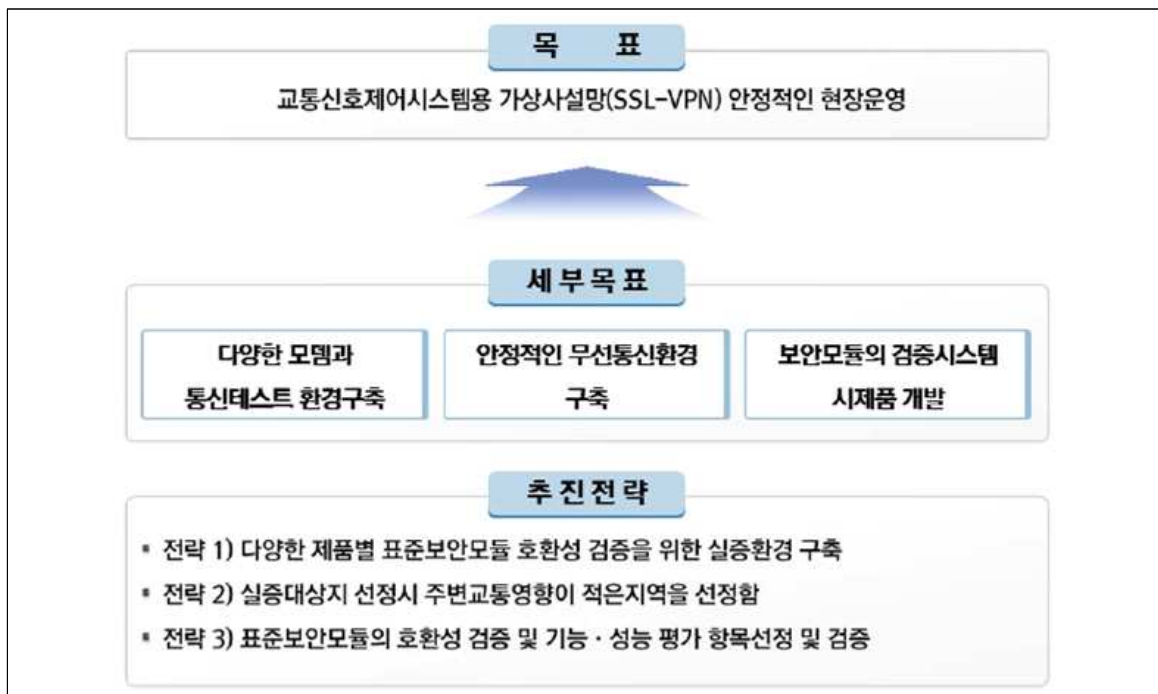 목 표
교통신호제어시스템용 가상사설망(SSL-VPN) 안정적인 현장운영
세부목표
다양한 모뎀과
통신테스트 환경구축
안정적인 무선통신환경
구축
보안모듈의 검증시스템
시제품 개발
추진전략
▪ 전략 1) 다양한 제품별 표준보안모듈 호환성 검증을 위한 실증환경 구축
▪ 전략 2) 실증대상지 선정시 주변교통영향이 적은지역을 선정함
▪ 전략 3) 표준보안모듈의 호환성 검증 및 기능 · 성능 평가 항목선정 및 검증